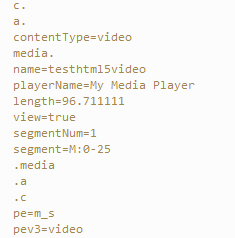 c.
a.
contentType=video
media.
name=testhtml5video
playerName=My Media Player
length=96.711111
view=true
segmentNum=1
segment=M:0-25
.media
.a
.c
pe=m_s
pev3=video